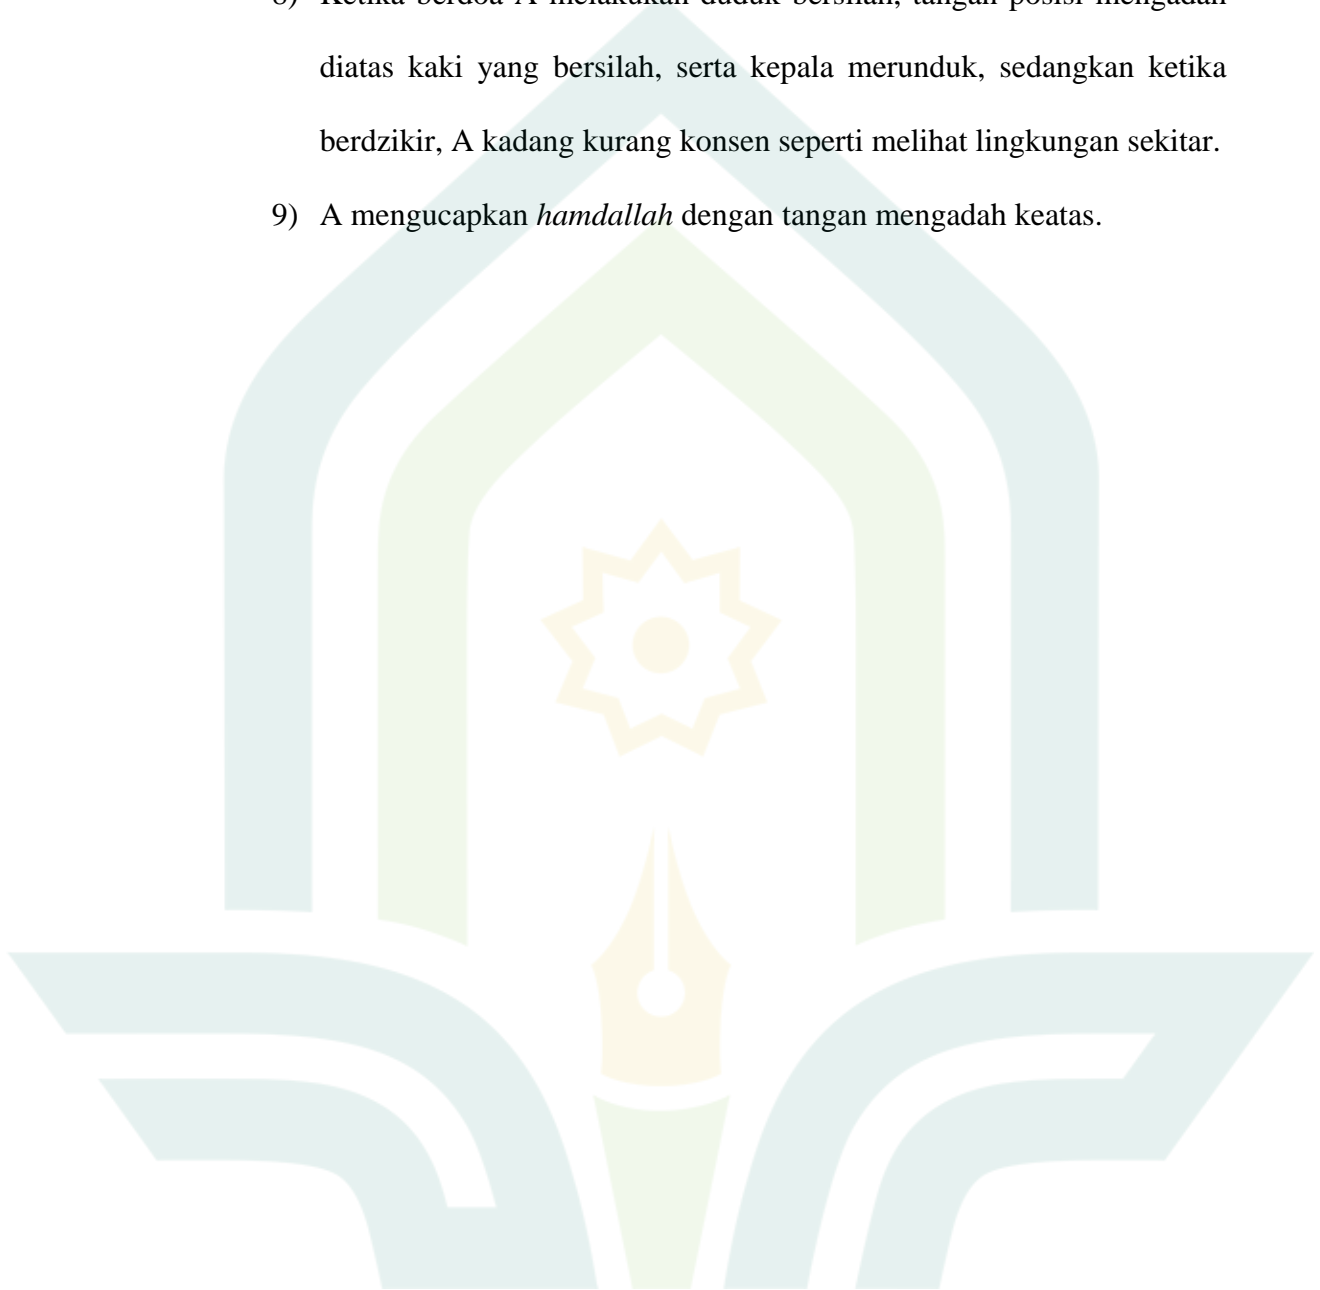 8) Ketika berdoa A melakukan duduk bersilah, tangan posisi mengadah
diatas kaki yang bersilah, serta kepala merunduk, sedangkan ketika
berdzikir, A kadang kurang konsen seperti melihat lingkungan sekitar.
9) A mengucapkan hamdallah dengan tangan mengadah keatas.